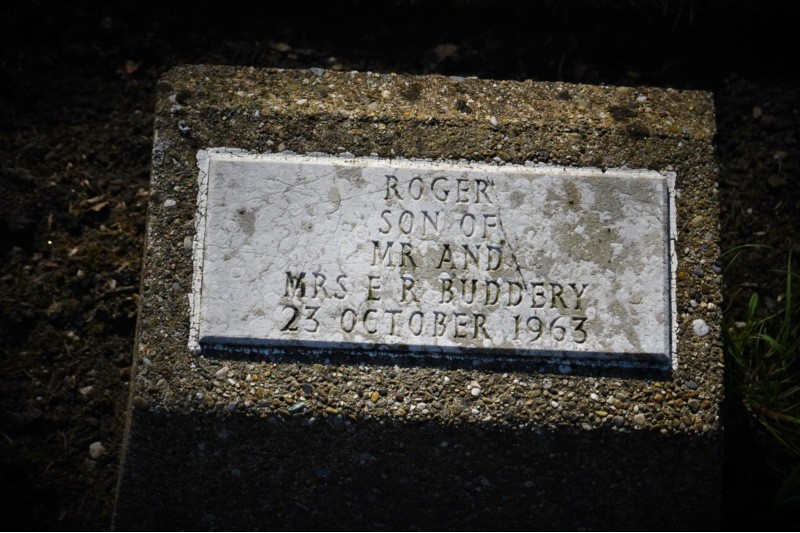 ROGER
SON OF
MR AND
MRS E R BUDDERY
23 OCTOBER 1963